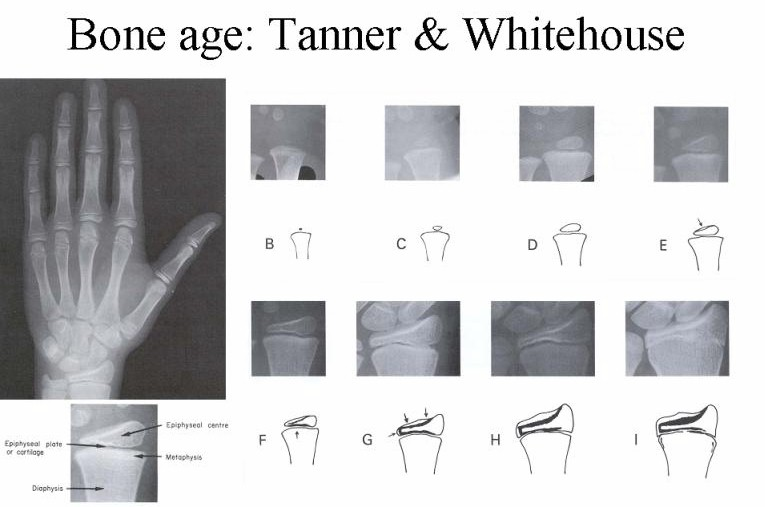 Bone age: Tanner & Whitehouse
B
C
D
E
F
G
H
I
Epiphyseal centre
Epiphyseal plate
or cartilage
Metaphysis
Diaphysis